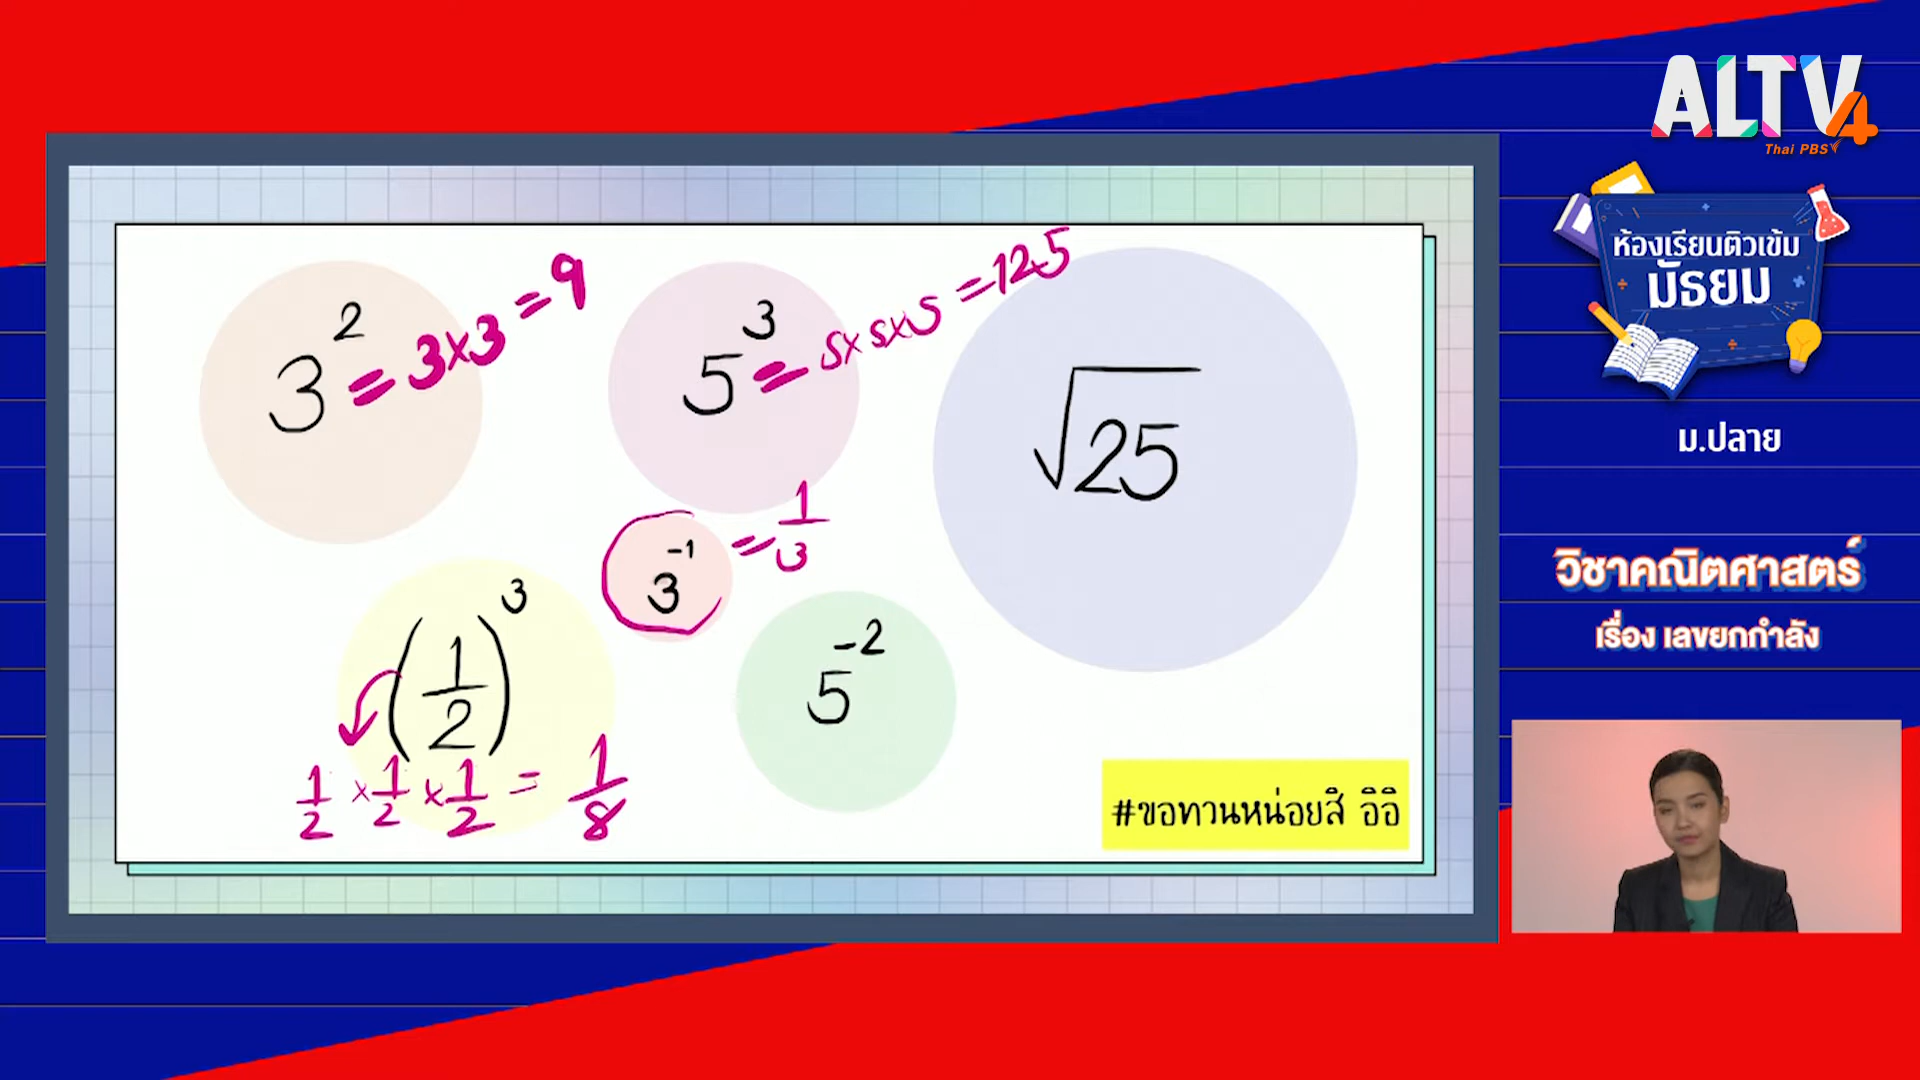 ALTV4
Thai PBS
ห้องเรียนติวเข้ม
มัธยม
ม.ปลาย
3² = 3×3 = 9
5³ = 5×5×5 = 125
√25
3⁻¹ = 1/3
(1/2)³
1/2 × 1/2 × 1/2 = 1/8
5⁻²
#ขอทานหน่อยสิ อิอิ
วิชาคณิตศาสตร์
เรื่อง เลขยกกำลัง